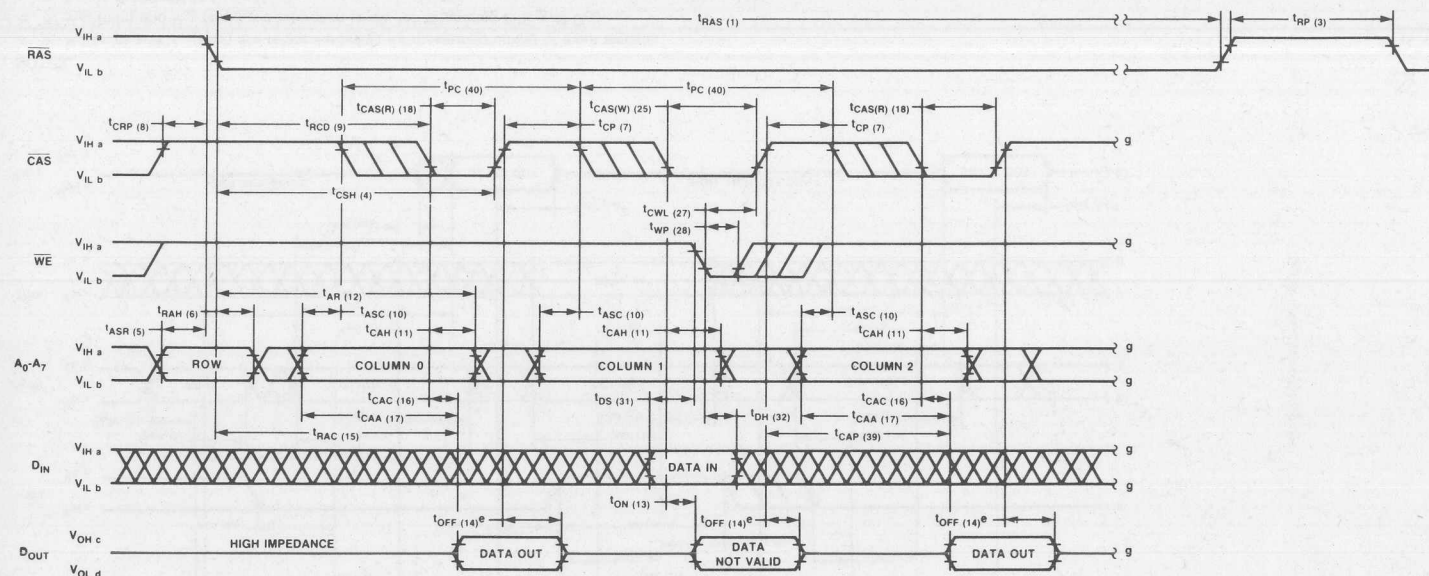 tRAS (1)
tRP (3)
RAS
VIH a
VIL b
tPC (40)
tPC (40)
tCAS(R) (18)
tCAS(W) (25)
tCAS(R) (18)
tCRP (8)
tRCD (9)
tCP (7)
tCP (7)
CAS
VIH a
VIL b
g
tCSH (4)
tCWL (27)
tWP (28)
WE
VIH a
VIL b
g
tAR (12)
tRAH (6)
tASC (10)
tASC (10)
tASC (10)
tASR (5)
tCAH (11)
tCAH (11)
tCAH (11)
A0-A7
VIH a
VIL b
ROW
COLUMN 0
COLUMN 1
COLUMN 2
g
g
tCAC (16)
tDS (31)
tCAC (16)
tCAA (17)
tDH (32)
tCAA (17)
tRAC (15)
tCAP (39)
DIN
VIH a
VIL b
DATA IN
g
g
tON (13)
tOFF (14)e
tOFF (14)e
tOFF (14)e
DOUT
VOH c
VOL d
HIGH IMPEDANCE
DATA OUT
DATA NOT VALID
DATA OUT
g